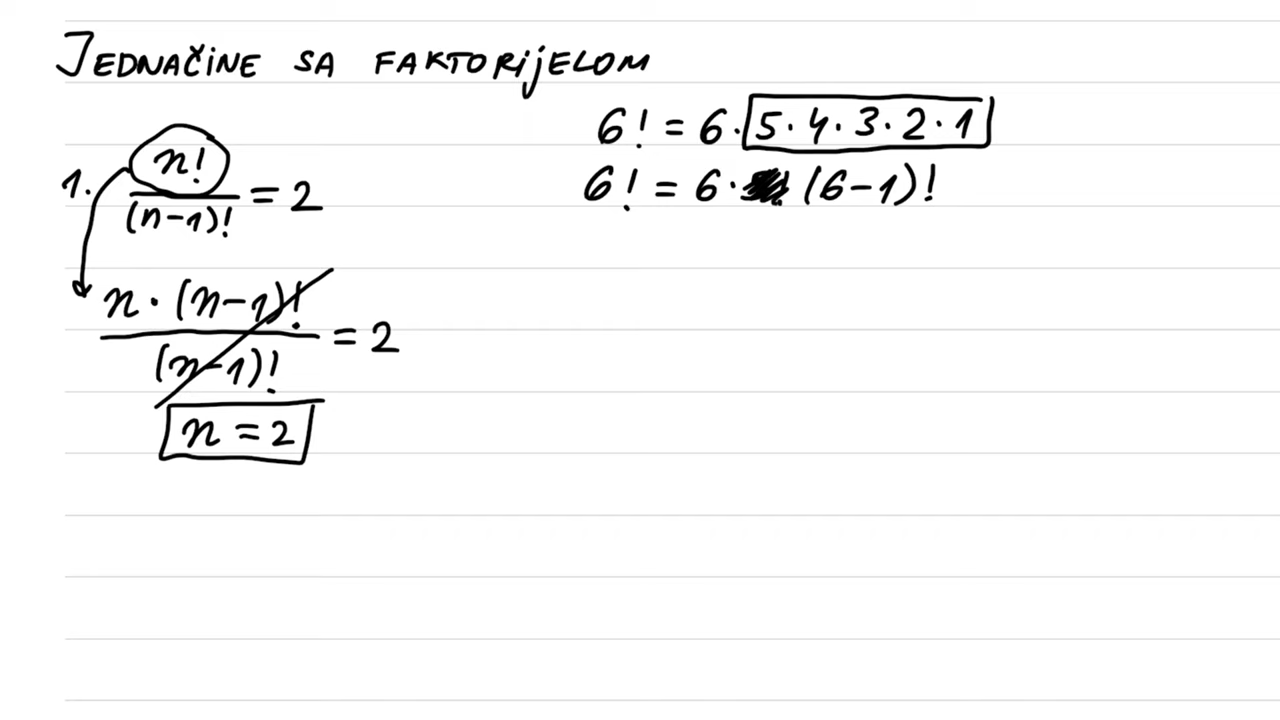 JEDNAČINE SA FAKTORIJELOM
1. n!/(n-1)! = 2
n · (n-1)!/(n-1)! = 2
n = 2
6! = 6 · 5 · 4 · 3 · 2 · 1
6! = 6 · (6-1)!